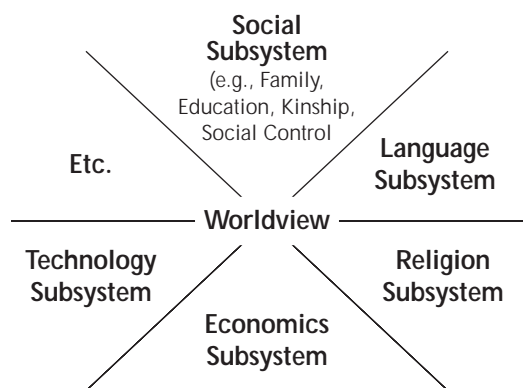 Social
Subsystem
(e.g., Family,
Education, Kinship,
Social Control
Etc.
Language
Subsystem
Worldview
Technology
Subsystem
Religion
Subsystem
Economics
Subsystem